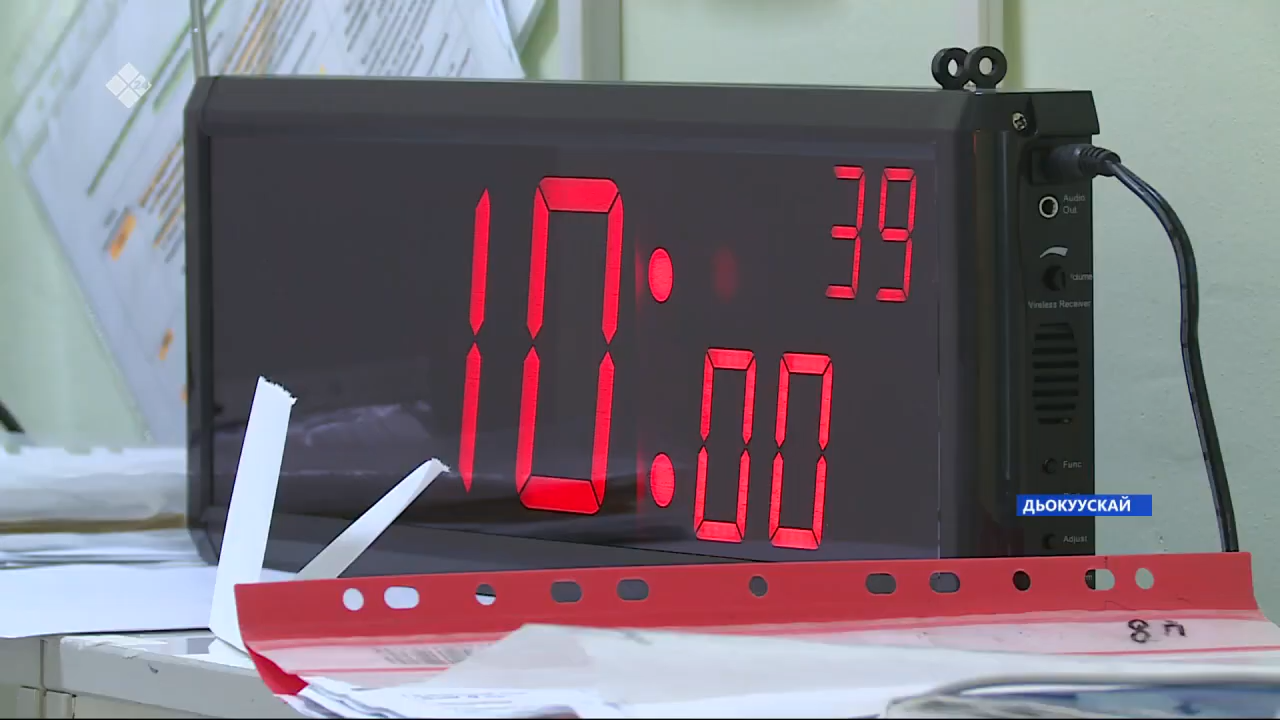 10:
39
00
Audio
Out
Volume
Wireless Receiver
Func
ДЬОКУУСКАЙ
Adjust
8 п